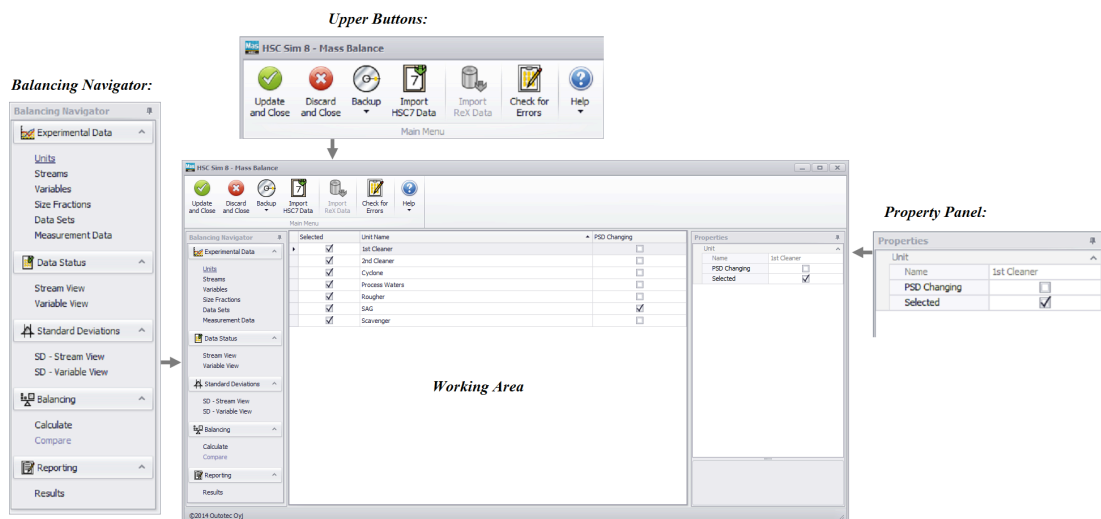 Upper Buttons:
HSC Sim 8 - Mass Balance
Update and Close
Discard and Close
Backup
Import HSC7 Data
Import ReX Data
Check for Errors
Help
Main Menu
Balancing Navigator:
Balancing Navigator
Experimental Data
Units
Streams
Variables
Size Fractions
Data Sets
Measurement Data
Data Status
Stream View
Variable View
Standard Deviations
SD - Stream View
SD - Variable View
Balancing
Calculate
Compare
Reporting
Results
HSC Sim 8 - Mass Balance
Update and Close
Discard and Close
Backup
Import HSC7 Data
Import ReX Data
Check for Errors
Help
Main Menu
Balancing Navigator
Experimental Data
Units
Streams
Variables
Size Fractions
Data Sets
Measurement Data
Data Status
Stream View
Variable View
Standard Deviations
SD - Stream View
SD - Variable View
Balancing
Calculate
Compare
Reporting
Results
Selected Unit Name PSD Changing
1st Cleaner
2nd Cleaner
Cyclone
Process Waters
Rougher
SAG
Scavenger
Working Area
Properties
Unit
Name 1st Cleaner
PSD Changing
Selected
©2014 Outotec Oyj
Property Panel:
Properties
Unit
Name 1st Cleaner
PSD Changing
Selected